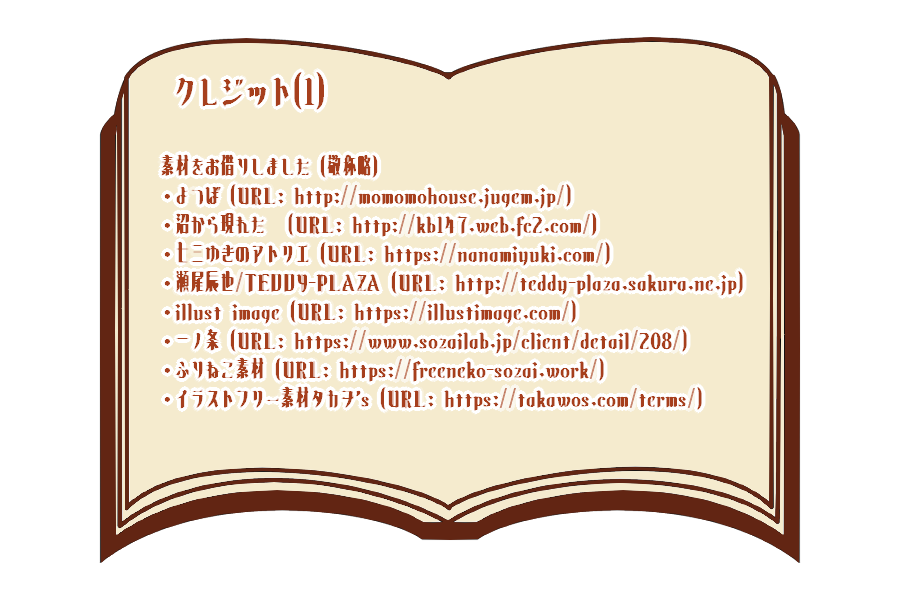 クレジット(1)
素材をお借りしました (敬称略)
・よつば (URL: http://momomohouse.jugem.jp/)
・沼から現れた (URL: http://kb147.web.fc2.com/)
・七三ゆきのアトリエ (URL: https://nanamiyuki.com/)
・瀬尾辰也/TEDDY-PLAZA (URL: http://teddy-plaza.sakura.ne.jp)
・illust image (URL: https://illustimage.com/)
・一ノ条 (URL: https://www.sozailab.jp/client/detail/208/)
・ふりねこ素材 (URL: https://freeneko-sozai.work/)
・イラストフリー素材タカヲ's (URL: https://takawos.com/terms/)